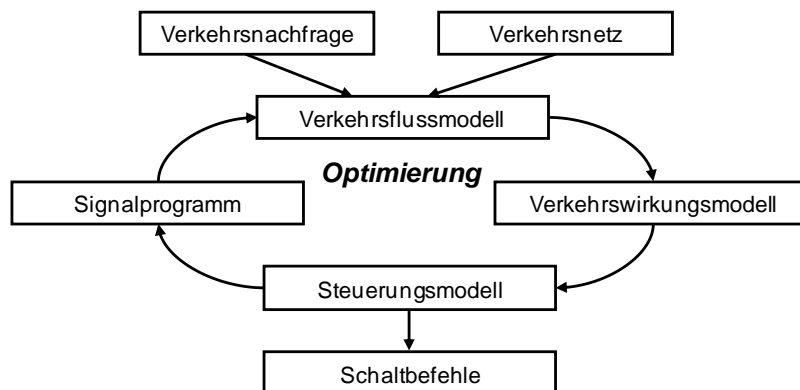 Verkehrsnachfrage
Verkehrsnetz
Verkehrsflussmodell
Optimierung
Signalprogramm
Verkehrswirkungsmodell
Steuerungsmodell
Schaltbefehle